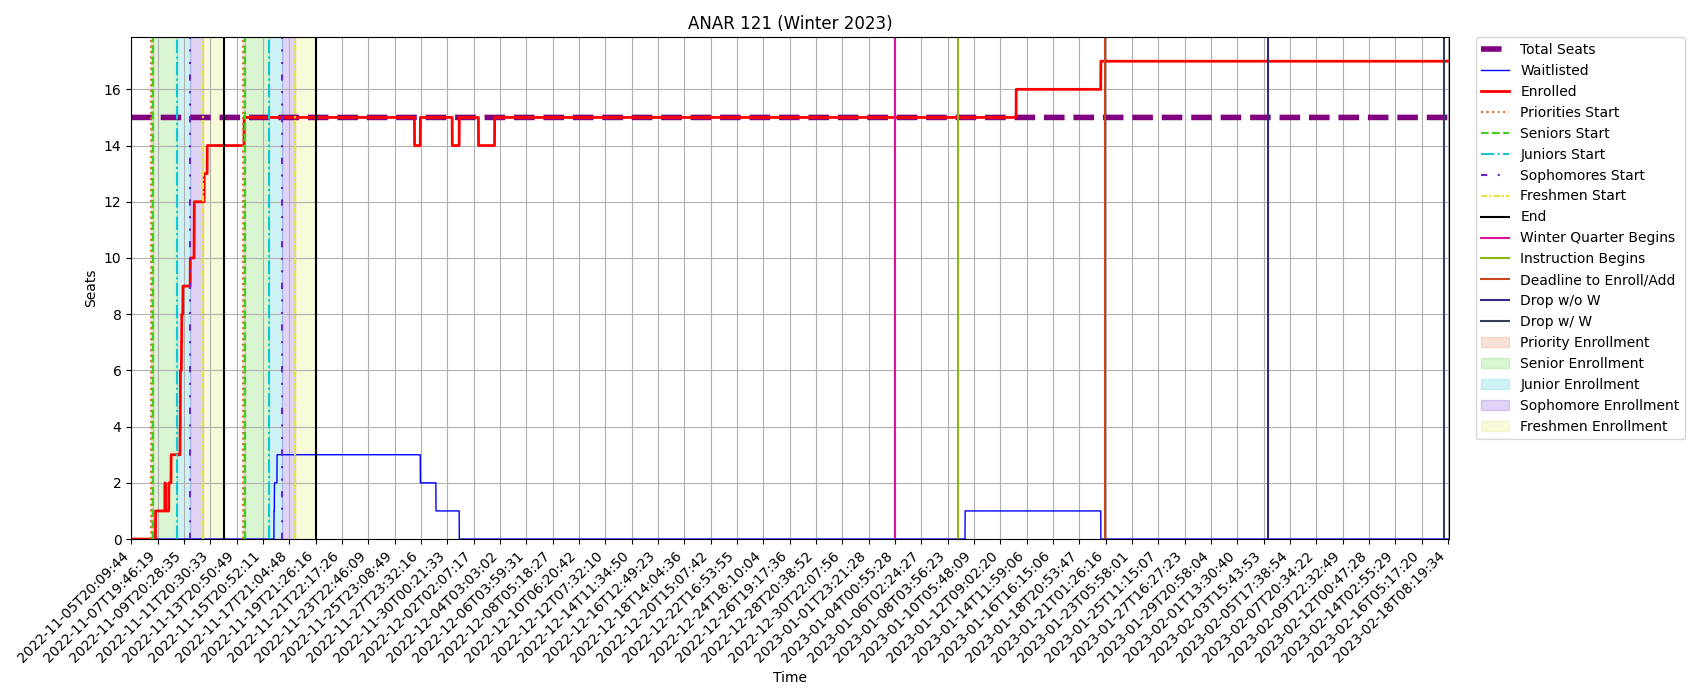 ANAR 121 (Winter 2023)
Seats
16
14
12
10
8
6
4
2
0
2022-11-05T20:09:44
2022-11-07T19:46:19
2022-11-09T20:28:35
2022-11-11T20:30:33
2022-11-13T20:50:49
2022-11-15T20:52:11
2022-11-17T21:04:48
2022-11-19T21:26:16
2022-11-21T22:17:26
2022-11-23T22:46:09
2022-11-25T23:08:49
2022-11-27T23:32:16
2022-11-30T00:21:33
2022-12-02T02:07:17
2022-12-04T03:03:02
2022-12-06T03:59:31
2022-12-08T05:18:27
2022-12-10T06:20:42
2022-12-12T07:32:10
2022-12-14T11:34:50
2022-12-16T12:49:23
2022-12-18T14:04:36
2022-12-20T15:07:42
2022-12-22T16:53:55
2022-12-24T18:10:04
2022-12-26T19:17:36
2022-12-28T20:38:52
2022-12-30T22:07:56
2023-01-01T23:21:28
2023-01-04T00:55:28
2023-01-06T02:24:27
2023-01-08T03:56:23
2023-01-10T05:48:09
2023-01-12T09:02:20
2023-01-14T11:59:06
2023-01-16T16:15:06
2023-01-18T20:53:47
2023-01-21T01:26:16
2023-01-23T05:58:01
2023-01-25T11:15:07
2023-01-27T16:27:23
2023-01-29T20:58:04
2023-02-01T13:30:40
2023-02-03T15:43:53
2023-02-05T17:38:54
2023-02-07T20:34:22
2023-02-09T22:32:49
2023-02-12T00:47:28
2023-02-14T02:55:29
2023-02-16T05:17:20
2023-02-18T08:19:34
Time
Total Seats
Waitlisted
Enrolled
Priorities Start
Seniors Start
Juniors Start
Sophomores Start
Freshmen Start
End
Winter Quarter Begins
Instruction Begins
Deadline to Enroll/Add
Drop w/o W
Drop w/ W
Priority Enrollment
Senior Enrollment
Junior Enrollment
Sophomore Enrollment
Freshmen Enrollment